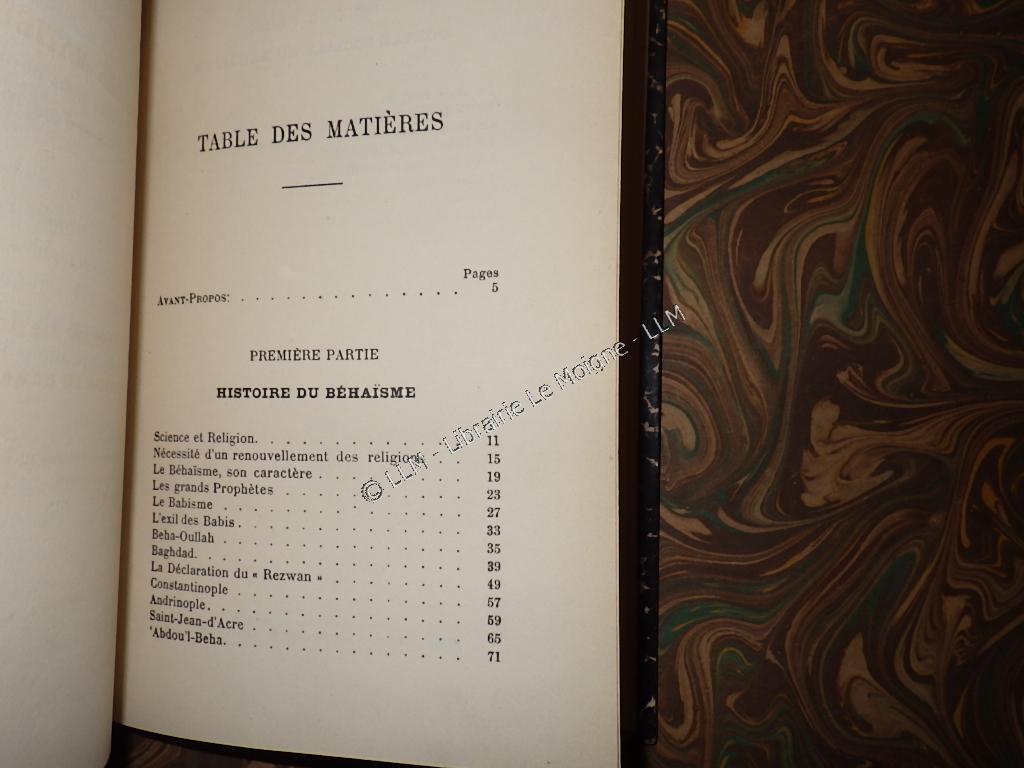 TABLE DES MATIÈRES
Pages
AVANT-PROPOS: . . . . . . . . . . . . . . 5
PREMIÈRE PARTIE
HISTOIRE DU BÉHAÏSME
Science et Religion. . . . . . . . . . . . 11
Nécessité d'un renouvellement des religions . . . 15
Le Béhaïsme, son caractère . . . . . . . . . 19
Les grands Prophètes . . . . . . . . . . . 23
Le Babisme . . . . . . . . . . . . . . 27
L'exil des Babis . . . . . . . . . . . . . 33
Beha-Oullah . . . . . . . . . . . . . . 35
Baghdad. . . . . . . . . . . . . . . 39
La Déclaration du « Rezwan » . . . . . . . . 49
Constantinople . . . . . . . . . . . . . 57
Andrinople. . . . . . . . . . . . . . 59
Saint-Jean-d'Acre . . . . . . . . . . . . 65
'Abdou'l-Beha. . . . . . . . . . . . . 71
© LLM - Librairie Le Moigne - LLM